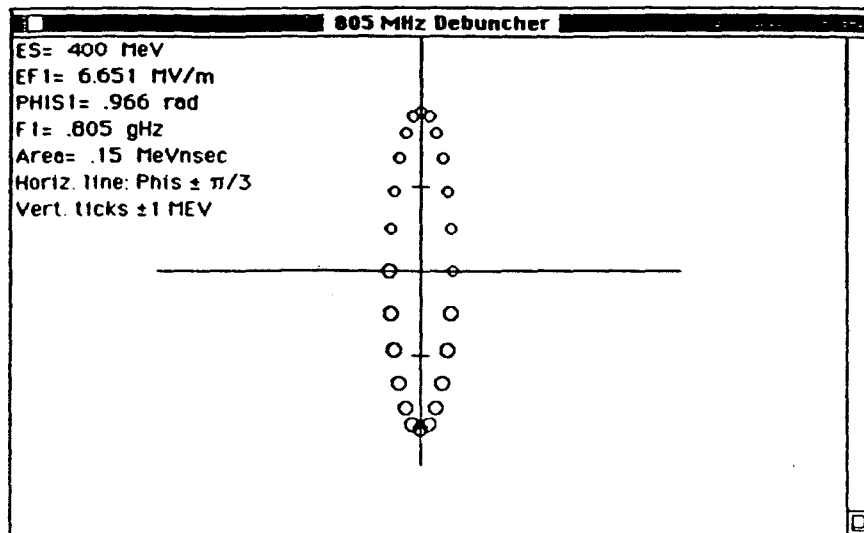 805 MHz Debuncher
ES= 400 MeV
EF1= 6.651 MV/m
PHIS1= .966 rad
F1= .805 gHz
Area= .15 MeVnsec
Horiz. line: Phis ± π/3
Vert. ticks ±1 MEV